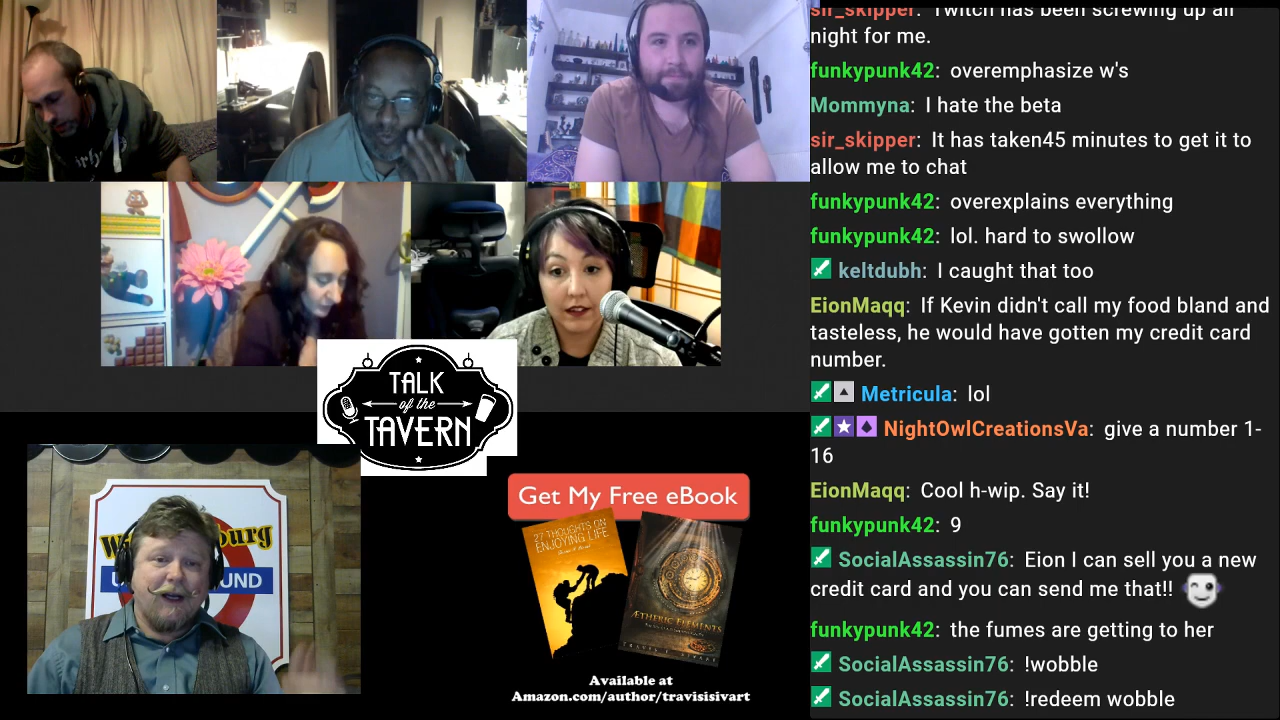 TALK
of the
TAVERN
Get My Free eBook
27 THOUGHTS ON
ENJOYING LIFE
ÆTHERIC ELEMENTS
Available at
Amazon.com/author/travisisivart
sir_skipper: Twitch has been screwing up all
night for me.
funkypunk42: overemphasize w's
Mommyna: I hate the beta
sir_skipper: It has taken45 minutes to get it to
allow me to chat
funkypunk42: overexplains everything
funkypunk42: lol. hard to swollow
keltdubh: I caught that too
EionMaqq: If Kevin didn't call my food bland and
tasteless, he would have gotten my credit card
number.
Metricula: lol
NightOwlCreationsVa: give a number 1-
16
EionMaqq: Cool h-wip. Say it!
funkypunk42: 9
SocialAssassin76: Eion I can sell you a new
credit card and you can send me that!!
funkypunk42: the fumes are getting to her
SocialAssassin76: !wobble
SocialAssassin76: !redeem wobble